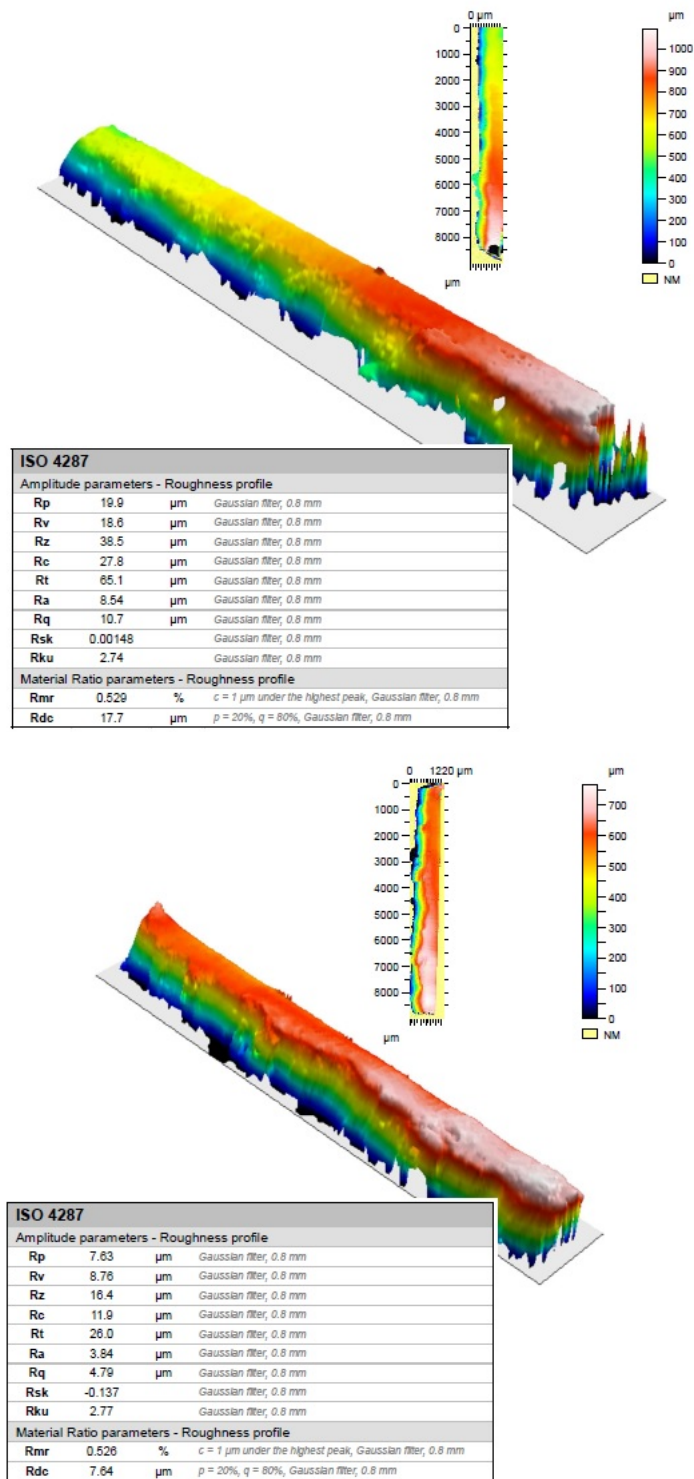 0 µm
µm
0
1000
2000
3000
4000
5000
6000
7000
8000
µm
1000
900
800
700
600
500
400
300
200
100
0
NM
ISO 4287
Amplitude parameters - Roughness profile
Rp 19.9 µm Gaussian filter, 0.8 mm
Rv 18.6 µm Gaussian filter, 0.8 mm
Rz 38.5 µm Gaussian filter, 0.8 mm
Rc 27.8 µm Gaussian filter, 0.8 mm
Rt 65.1 µm Gaussian filter, 0.8 mm
Ra 8.54 µm Gaussian filter, 0.8 mm
Rq 10.7 µm Gaussian filter, 0.8 mm
Rsk 0.00148 Gaussian filter, 0.8 mm
Rku 2.74 Gaussian filter, 0.8 mm
Material Ratio parameters - Roughness profile
Rmr 0.529 % c = 1 µm under the highest peak, Gaussian filter, 0.8 mm
Rdc 17.7 µm p = 20%, q = 80%, Gaussian filter, 0.8 mm
0 1220 µm
µm
0
1000
2000
3000
4000
5000
6000
7000
8000
µm
700
600
500
400
300
200
100
0
NM
ISO 4287
Amplitude parameters - Roughness profile
Rp 7.63 µm Gaussian filter, 0.8 mm
Rv 8.76 µm Gaussian filter, 0.8 mm
Rz 16.4 µm Gaussian filter, 0.8 mm
Rc 11.9 µm Gaussian filter, 0.8 mm
Rt 26.0 µm Gaussian filter, 0.8 mm
Ra 3.84 µm Gaussian filter, 0.8 mm
Rq 4.79 µm Gaussian filter, 0.8 mm
Rsk -0.137 Gaussian filter, 0.8 mm
Rku 2.77 Gaussian filter, 0.8 mm
Material Ratio parameters - Roughness profile
Rmr 0.526 % c = 1 µm under the highest peak, Gaussian filter, 0.8 mm
Rdc 7.64 µm p = 20%, q = 80%, Gaussian filter, 0.8 mm